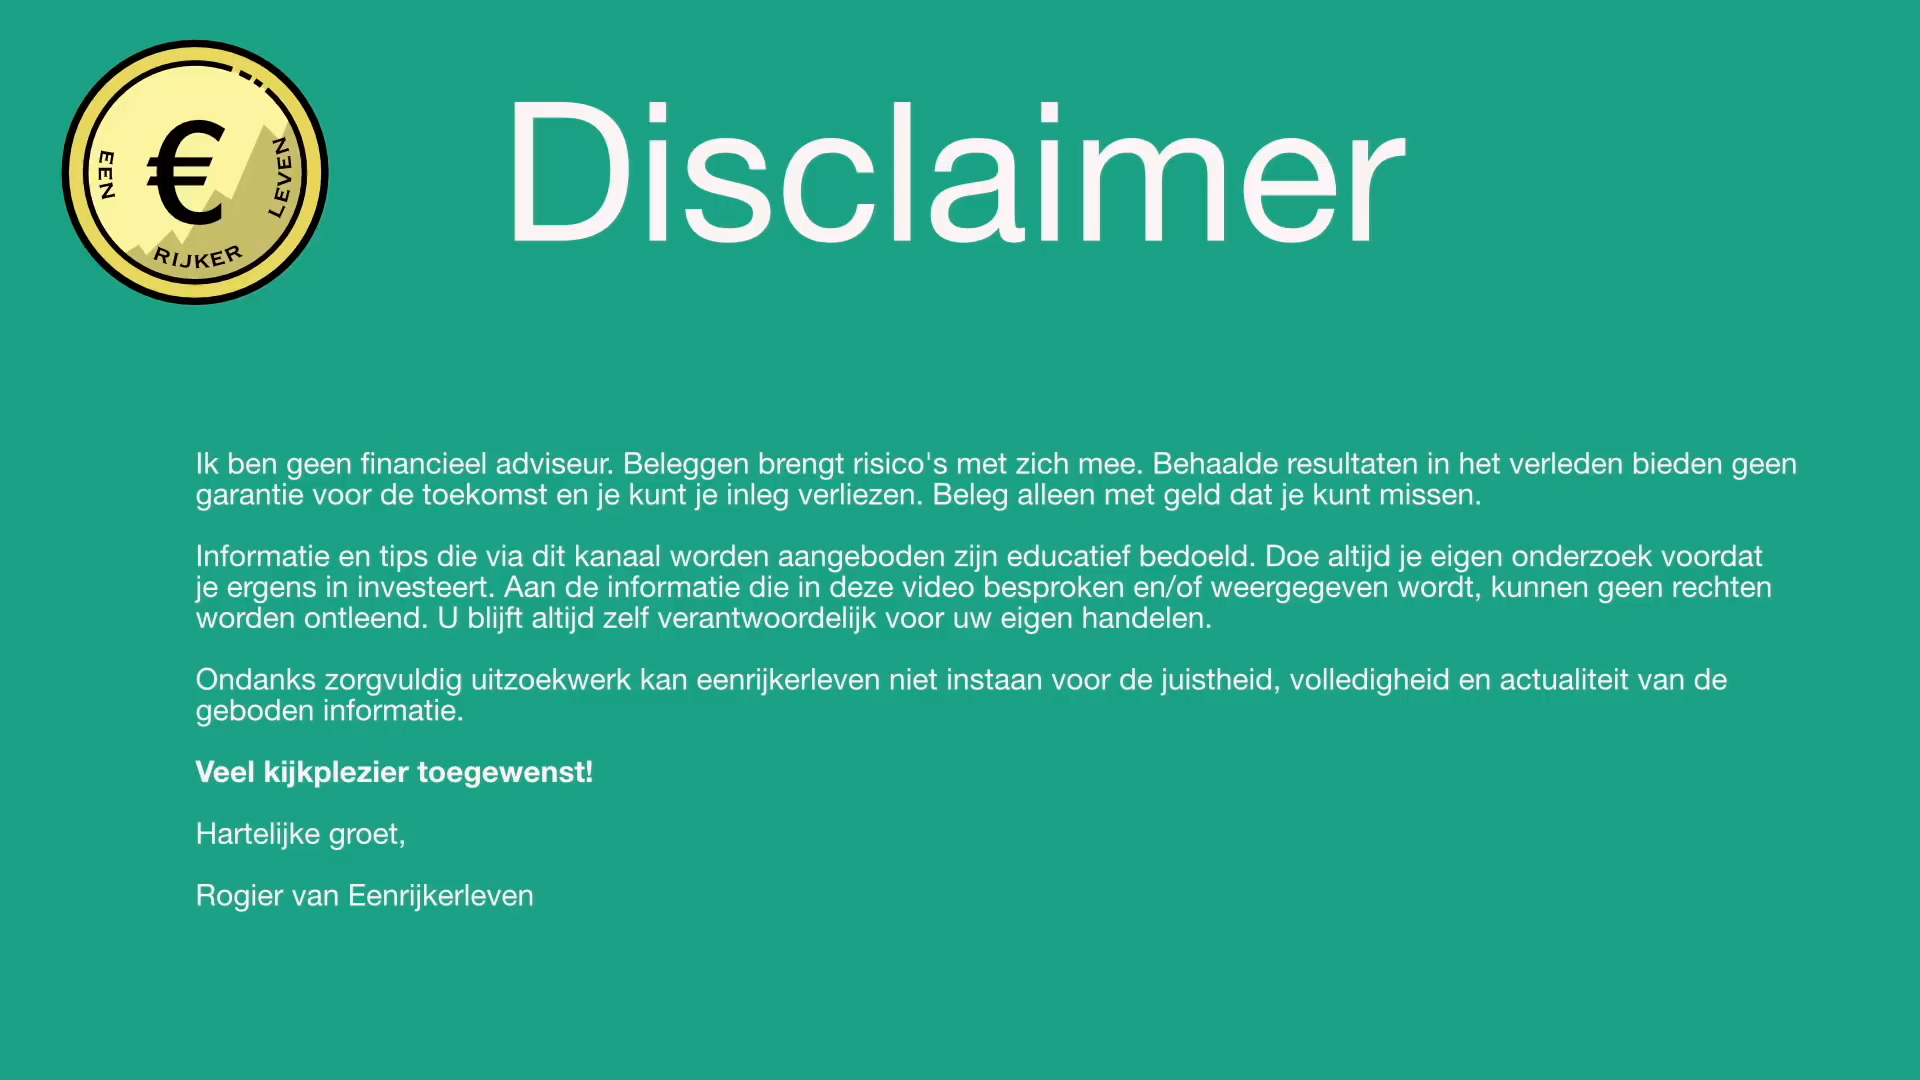 €
EEN
RIJKER
LEVEN
Disclaimer
Ik ben geen financieel adviseur. Beleggen brengt risico's met zich mee. Behaalde resultaten in het verleden bieden geen
garantie voor de toekomst en je kunt je inleg verliezen. Beleg alleen met geld dat je kunt missen.
Informatie en tips die via dit kanaal worden aangeboden zijn educatief bedoeld. Doe altijd je eigen onderzoek voordat
je ergens in investeert. Aan de informatie die in deze video besproken en/of weergegeven wordt, kunnen geen rechten
worden ontleend. U blijft altijd zelf verantwoordelijk voor uw eigen handelen.
Ondanks zorgvuldig uitzoekwerk kan eenrijkerleven niet instaan voor de juistheid, volledigheid en actualiteit van de
geboden informatie.
Veel kijkplezier toegewenst!
Hartelijke groet,
Rogier van Eenrijkerleven